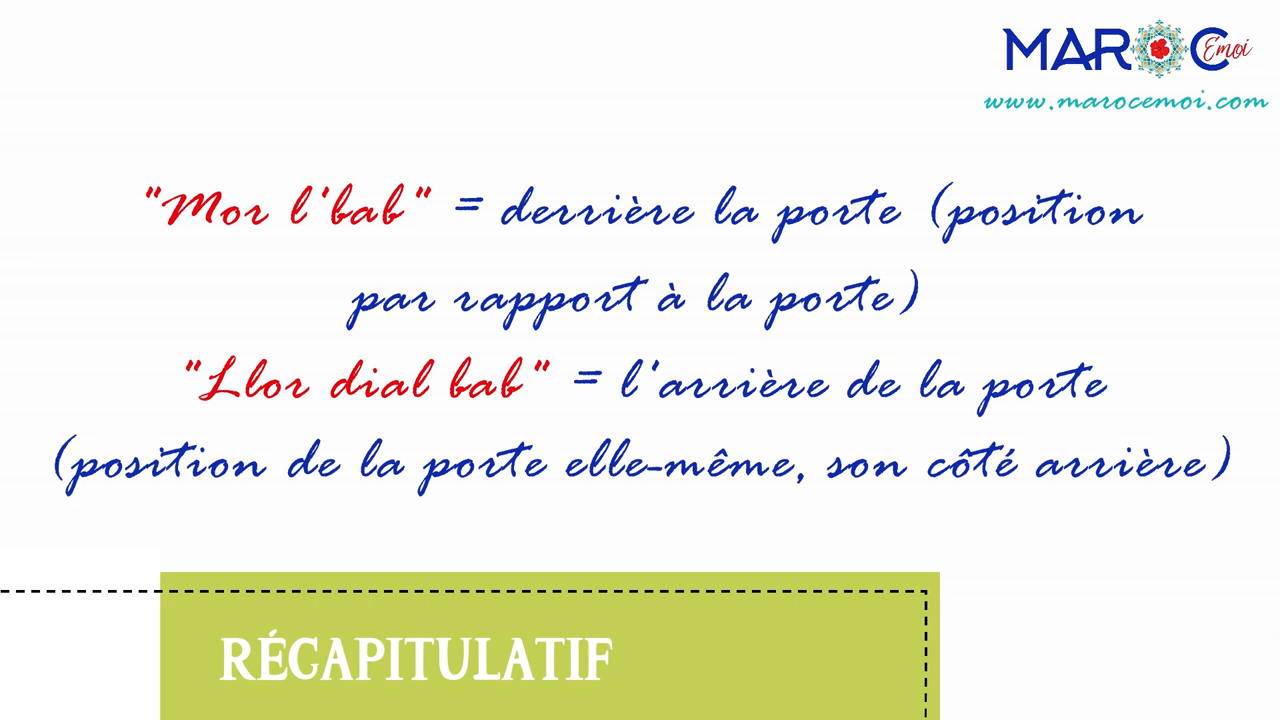 MAROC Émoi
www.marocemoi.com
"Mor l'bab" = derrière la porte (position
par rapport à la porte)
"Llor dial bab" = l'arrière de la porte
(position de la porte elle-même, son côté arrière)
RÉCAPITULATIF